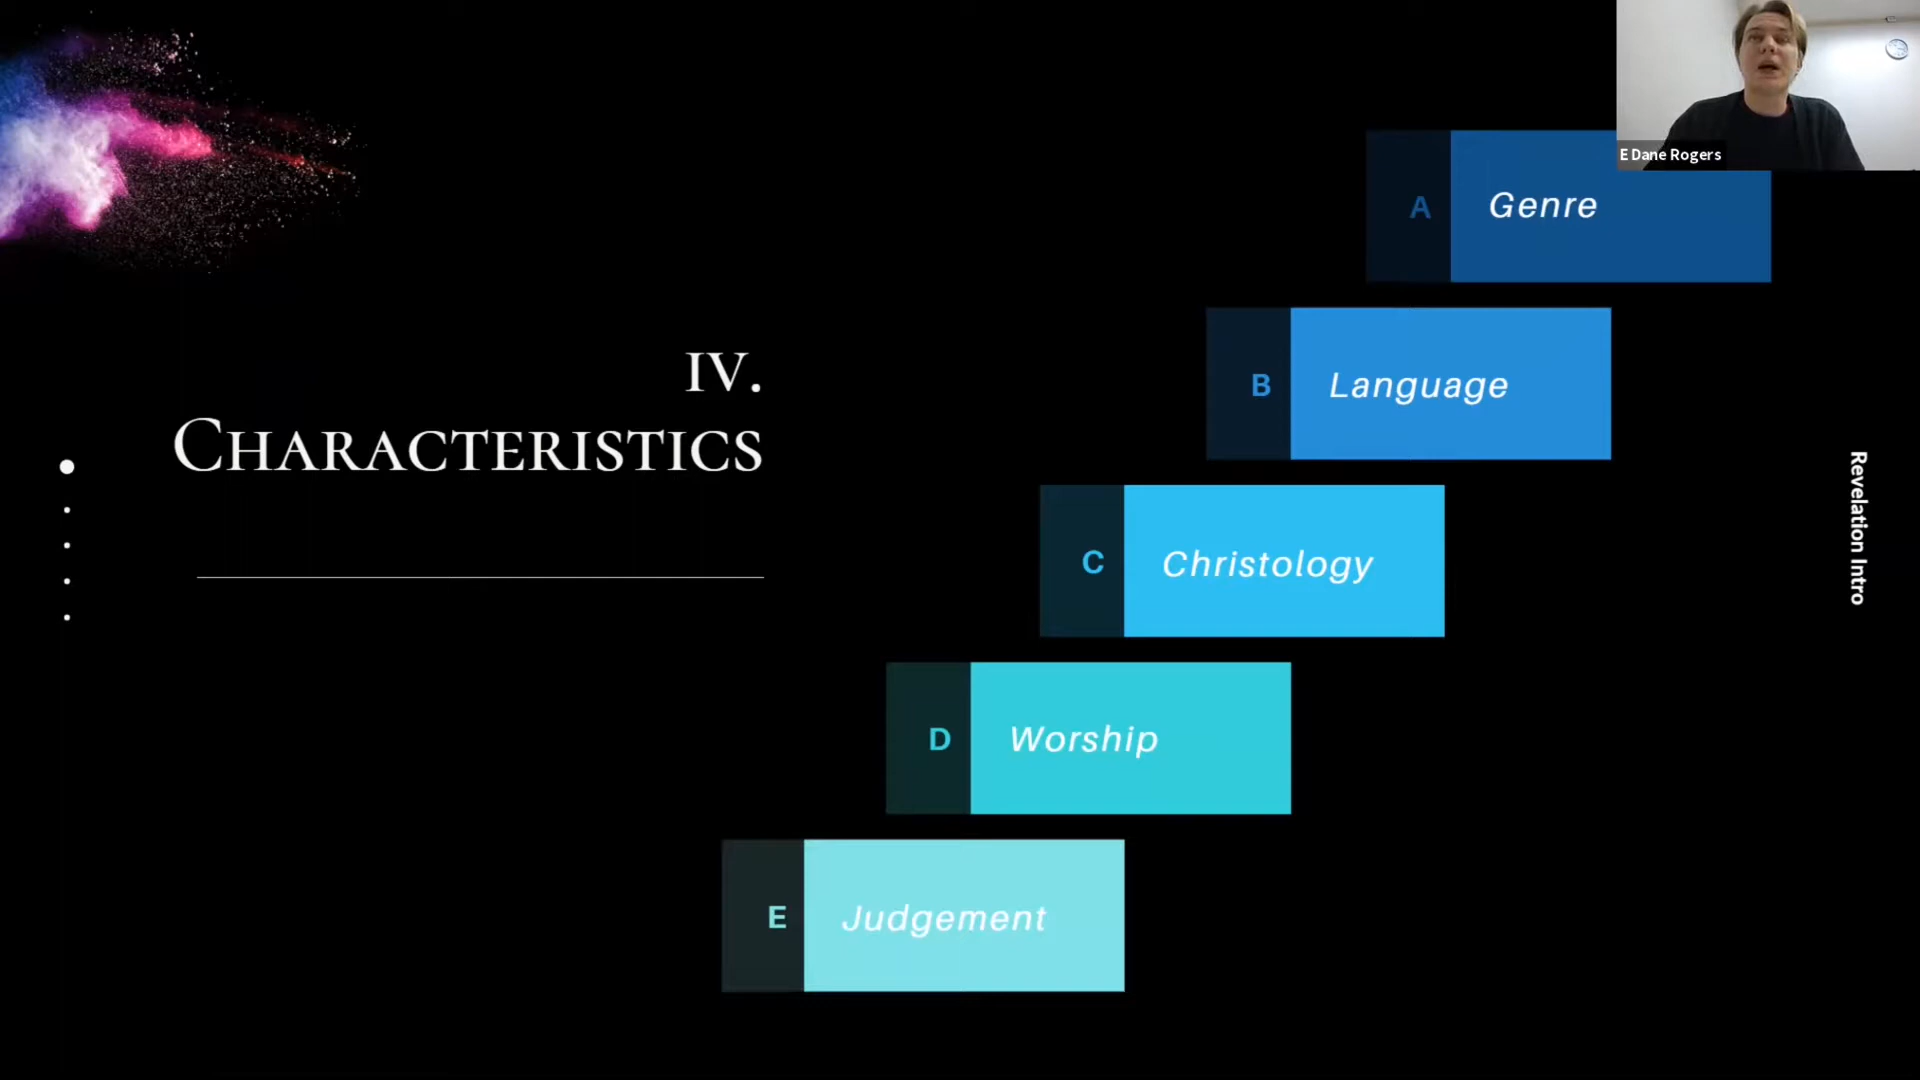 E Dane Rogers
A Genre
B Language
IV.
CHARACTERISTICS
C Christology
Revelation Intro
D Worship
E Judgement